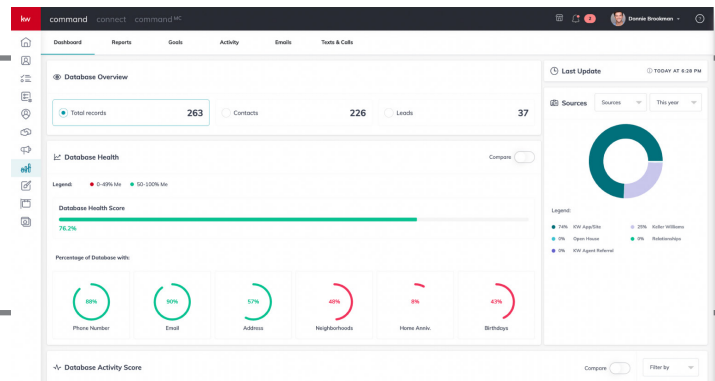 kw command connect command MC 2 Donnie Brookman
Dashboard Reports Goals Activity Emails Texts & Calls
Database Overview
Total records 263 Contacts 226 Leads 37
Last Update TODAY AT 6:28 PM
Sources Sources This year
Legend:
74% KW App/Site 25% Keller Williams
0% Open House 0% Relationships
0% KW Agent Referral
Database Health Compare
Legend: 0-49% Me 50-100% Me
Database Health Score
76.2%
Percentage of Database with:
88% 90% 57% 48% 8% 43%
Phone Number Email Address Neighborhoods Home Anniv. Birthdays
Database Activity Score Compare Filter by